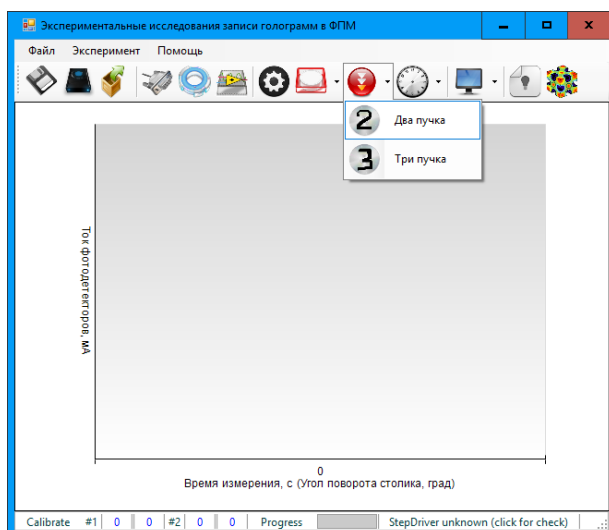 Экспериментальные исследования записи голограмм в ФПМ
Файл Эксперимент Помощь
2 Два пучка
3 Три пучка
Ток фотодетекторов, мА
0
Время измерения, с (Угол поворота столика, град)
Calibrate #1 0 0 #2 0 0 Progress StepDriver unknown (click for check)